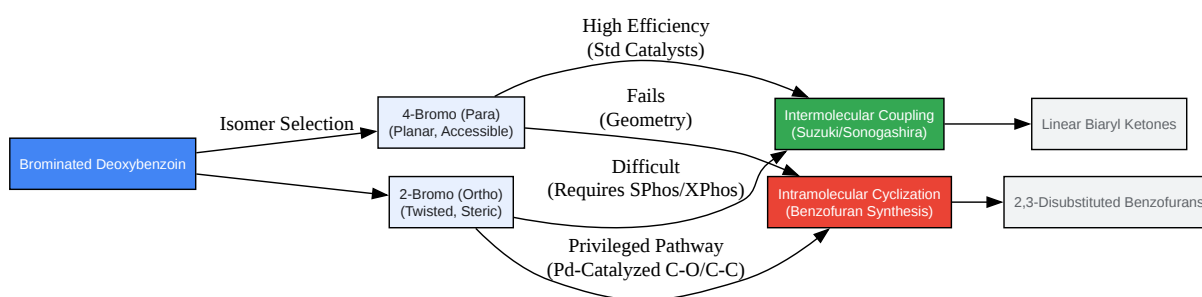 High Efficiency
(Std Catalysts)
Fails
(Geometry)
Isomer Selection
4-Bromo (Para)
(Planar, Accessible)
Intermolecular Coupling
(Suzuki/Sonogashira)
Linear Biaryl Ketones
Brominated Deoxybenzoin
Difficult
(Requires SPhos/XPhos)
2-Bromo (Ortho)
(Twisted, Steric)
Intramolecular Cyclization
(Benzofuran Synthesis)
2,3-Disubstituted Benzofurans
Privileged Pathway
(Pd-Catalyzed C-O/C-C)